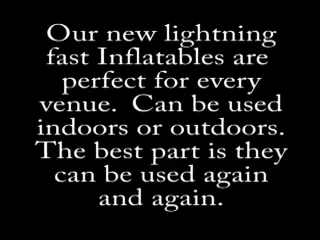 Our new lightning
fast Inflatables are
perfect for every
venue.  Can be used
indoors or outdoors.
The best part is they
can be used again
and again.